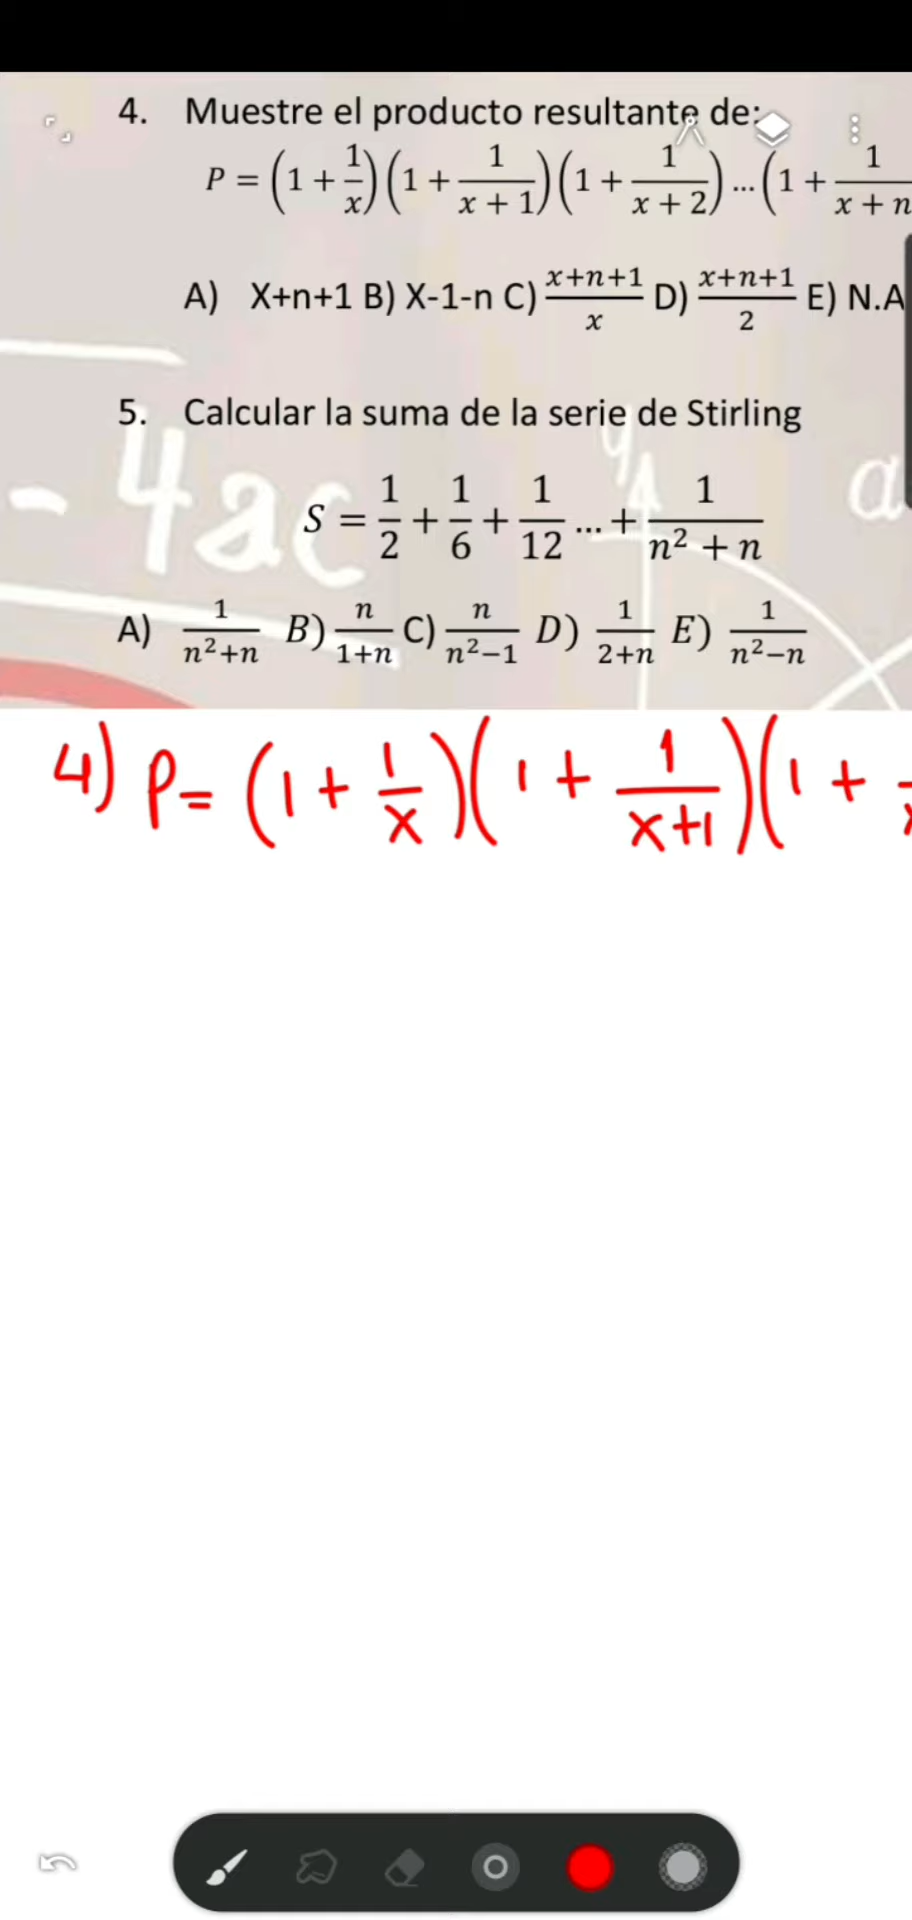 4. Muestre el producto resultante de:
P = (1 + 1/x)(1 + 1/(x + 1))(1 + 1/(x + 2)) ... (1 + 1/(x + n
A) X+n+1 B) X-1-n C) (x+n+1)/x D) (x+n+1)/2 E) N.A
5. Calcular la suma de la serie de Stirling
S = 1/2 + 1/6 + 1/12 ... + 1/(n² + n)
A) 1/(n²+n) B) n/(1+n) C) n/(n²−1) D) 1/(2+n) E) 1/(n²−n)
- 4ac
y
a
4) P = (1 + 1/x)(1 + 1/(x+1))(1 +